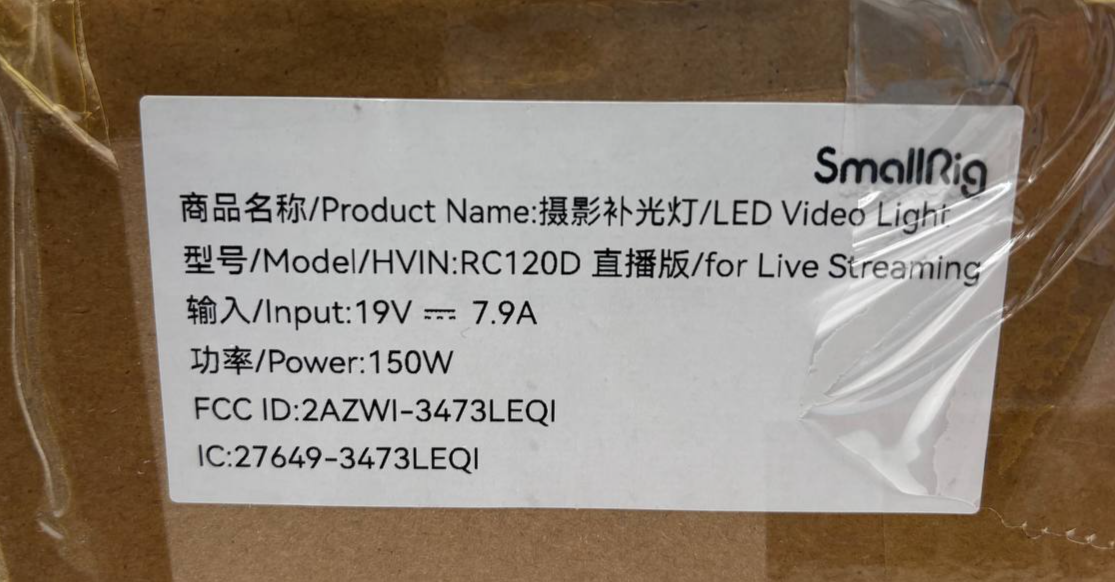 SmallRig
商品名称/Product Name:摄影补光灯/LED Video Light
型号/Model/HVIN:RC120D 直播版/for Live Streaming
输入/Input:19V ⎓ 7.9A
功率/Power:150W
FCC ID:2AZWI-3473LEQI
IC:27649-3473LEQI